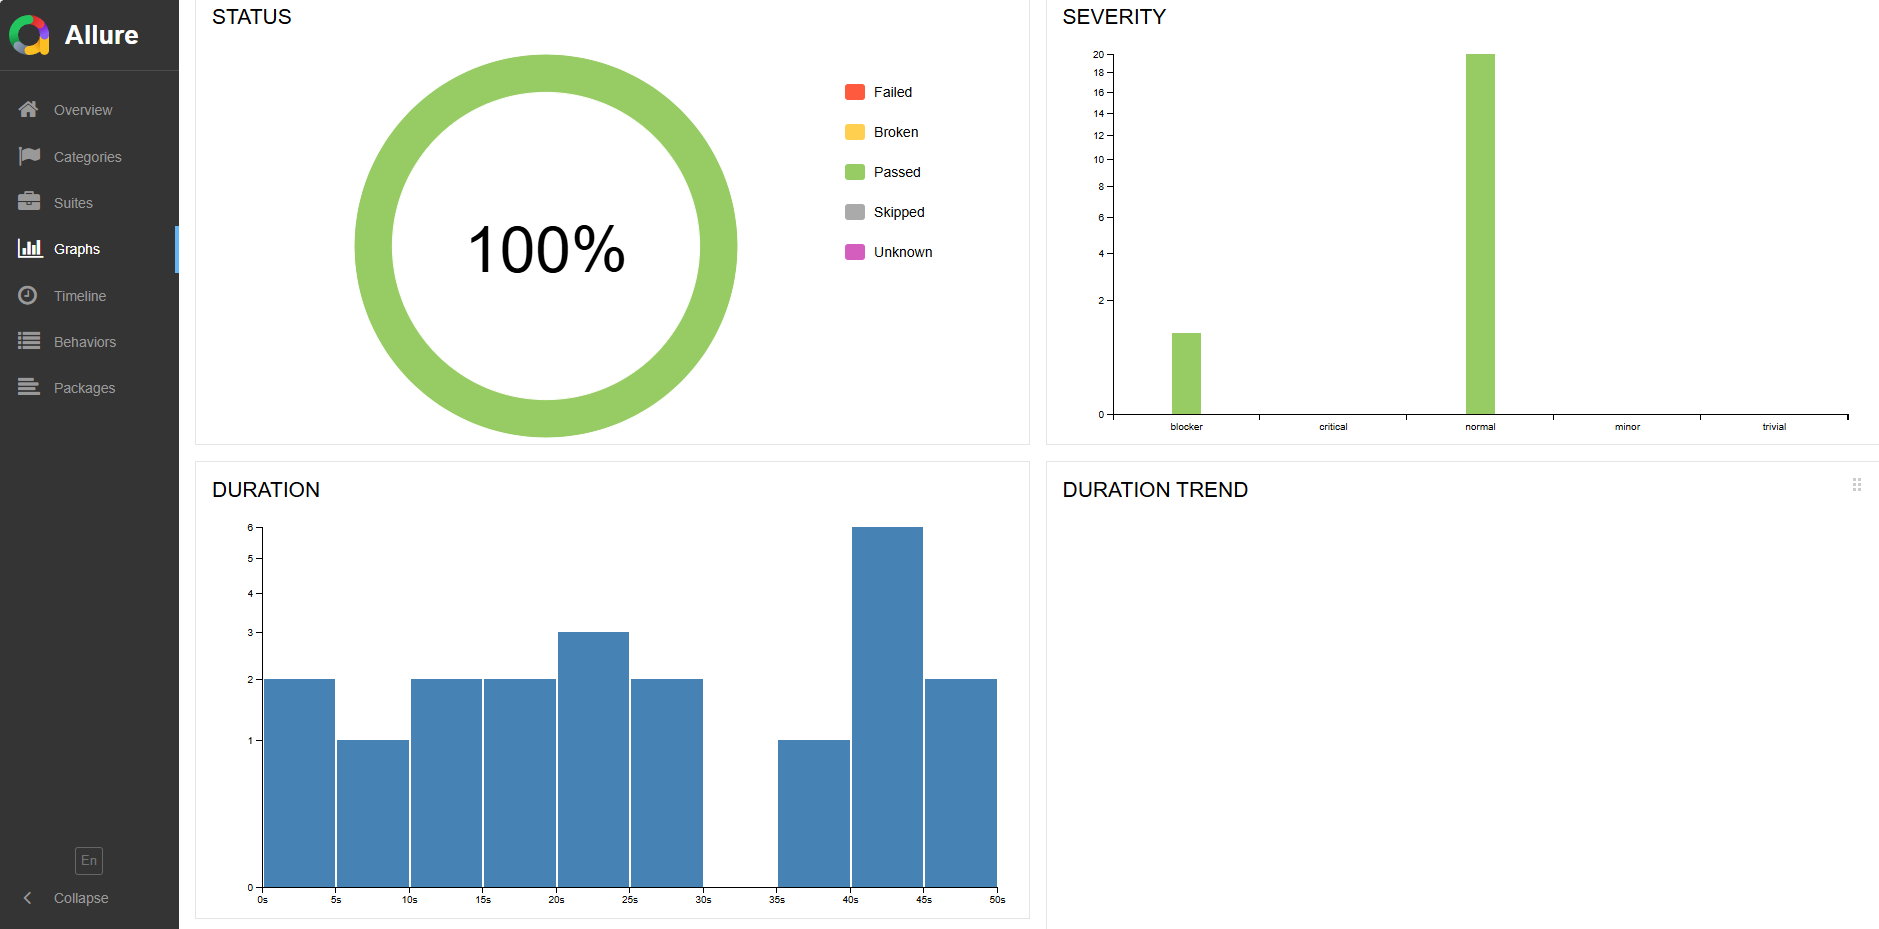 Allure
Overview
Categories
Suites
Graphs
Timeline
Behaviors
Packages
En
Collapse
STATUS
100%
Failed
Broken
Passed
Skipped
Unknown
SEVERITY
20
18
16
14
12
10
8
6
4
2
0
blocker critical normal minor trivial
DURATION
6
5
4
3
2
1
0
0s 5s 10s 15s 20s 25s 30s 35s 40s 45s 50s
DURATION TREND